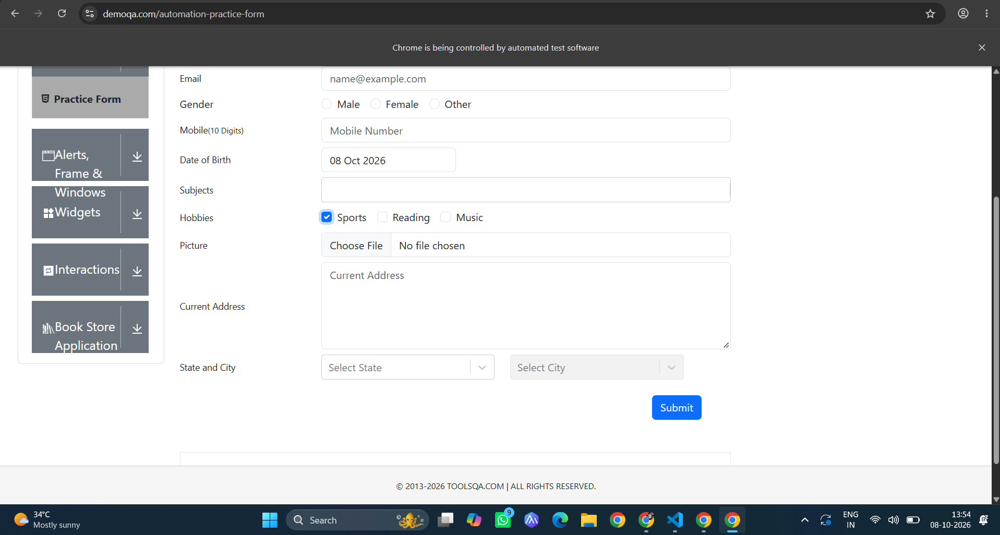 demoqa.com/automation-practice-form
Chrome is being controlled by automated test software
Practice Form
Alerts,
Frame &
Windows
Widgets
Interactions
Book Store
Application
Email
name@example.com
Gender
Male
Female
Other
Mobile(10 Digits)
Mobile Number
Date of Birth
08 Oct 2026
Subjects
Hobbies
Sports
Reading
Music
Picture
Choose File
No file chosen
Current Address
Current Address
State and City
Select State
Select City
Submit
© 2013-2026 TOOLSQA.COM | ALL RIGHTS RESERVED.
34°C
Mostly sunny
Search
9
ENG
IN
13:54
08-10-2026